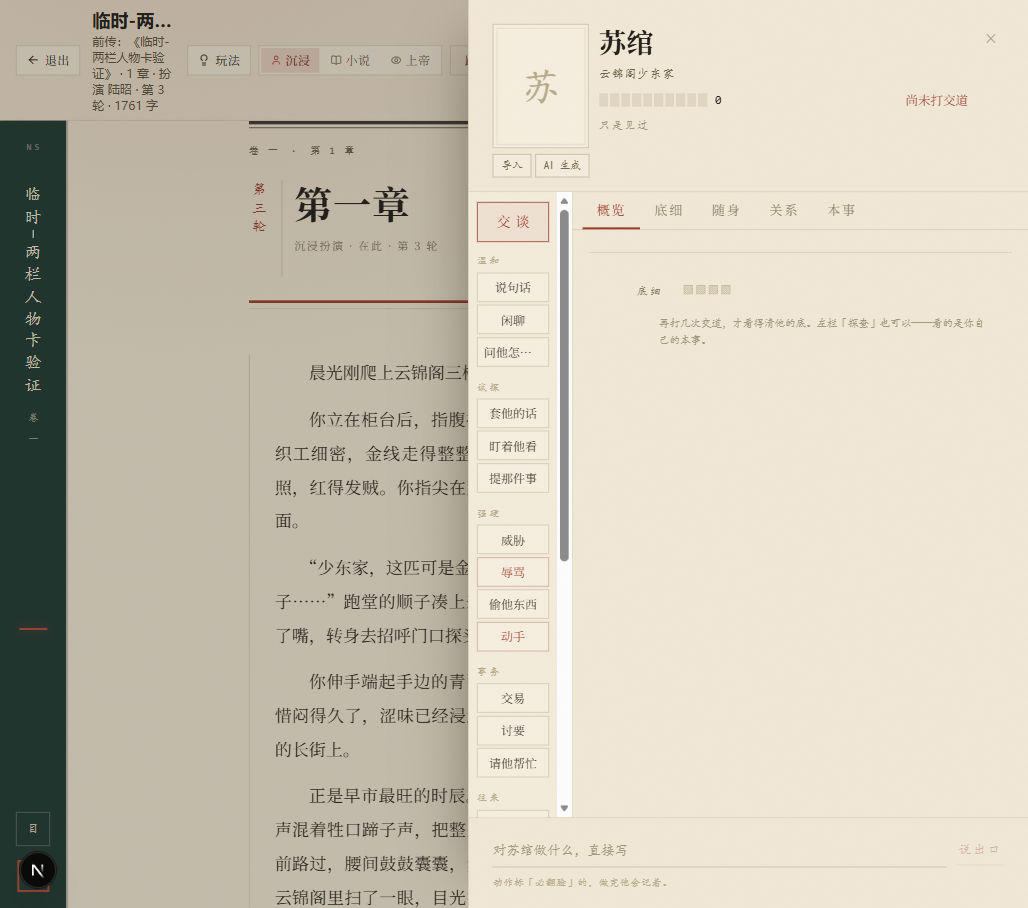 退出
临时-两…
前传：《临时-
两栏人物卡验
证》· 1 章 · 扮
演 陆昭 · 第 3
轮 · 1761 字
玩法
沉浸
小说
上帝
NS
临时-两栏人物卡验证
卷一
目
N
卷 一 · 第 1 章
第三轮
第一章
沉浸扮演 · 在此 · 第 3 轮
晨光刚爬上云锦阁三
你立在柜台后，指腹
织工细密，金线走得整整
照，红得发贼。你指尖在
面。
“少东家，这匹可是金
子……”跑堂的顺子凑上
了嘴，转身去招呼门口探
你伸手端起手边的青
惜闷得久了，涩味已经浸
的长街上。
正是早市最旺的时辰
声混着牲口蹄子声，把整
前路过，腰间鼓鼓囊囊，
云锦阁里扫了一眼，目光
苏
导入
AI 生成
苏绾
云锦阁少东家
0
尚未打交道
只是见过
×
交谈
温和
说句话
闲聊
问他怎…
试探
套他的话
盯着他看
提那件事
强硬
威胁
辱骂
偷他东西
动手
事务
交易
讨要
请他帮忙
往来
概览
底细
随身
关系
本事
底细 ▨▨▨▨
再打几次交道，才看得清他的底。左栏「探查」也可以——看的是你自
己的本事。
对苏绾做什么，直接写
说出口
动作标「必翻脸」的，做完他会记着。